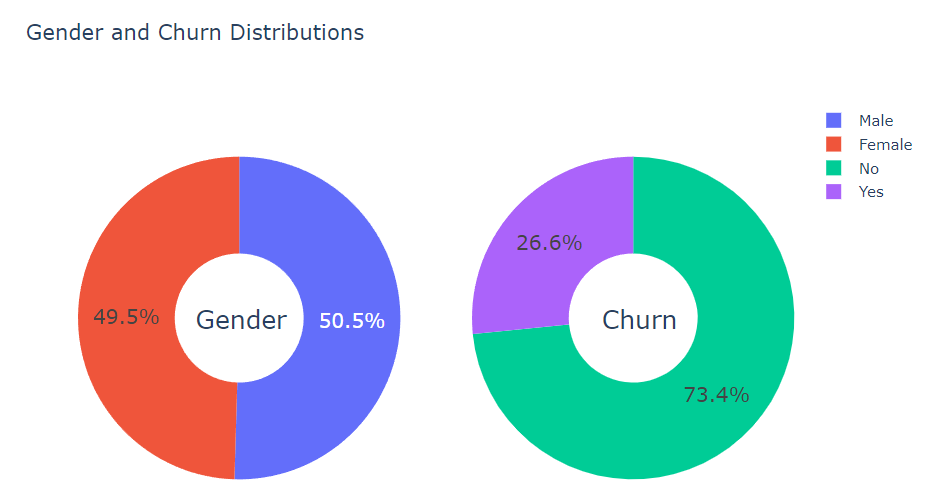 Gender and Churn Distributions
Male
Female
No
Yes
49.5%
Gender
50.5%
26.6%
Churn
73.4%